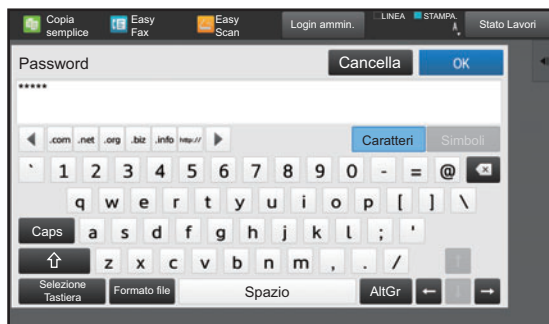 Copia semplice
Easy Fax
Easy Scan
Login ammin.
LINEA
STAMPA.
Stato Lavori
Password
Cancella
OK
*****
.com .net .org .biz .info http://
Caratteri
Simboli
` 1 2 3 4 5 6 7 8 9 0 - = @
q w e r t y u i o p [ ] \
Caps a s d f g h j k l ; '
z x c v b n m , . /
Selezione Tastiera
Formato file
Spazio
AltGr